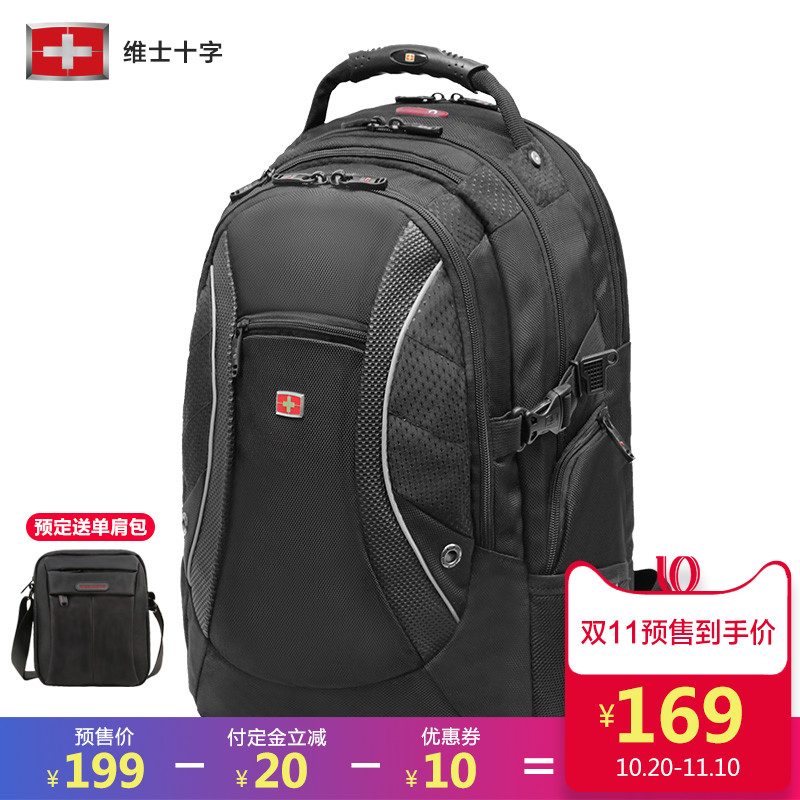 维士十字
预定送单肩包
10
双11预售到手价
¥169
10.20-11.10
预售价
¥199
−
付定金立减
¥20
−
优惠券
¥10
=